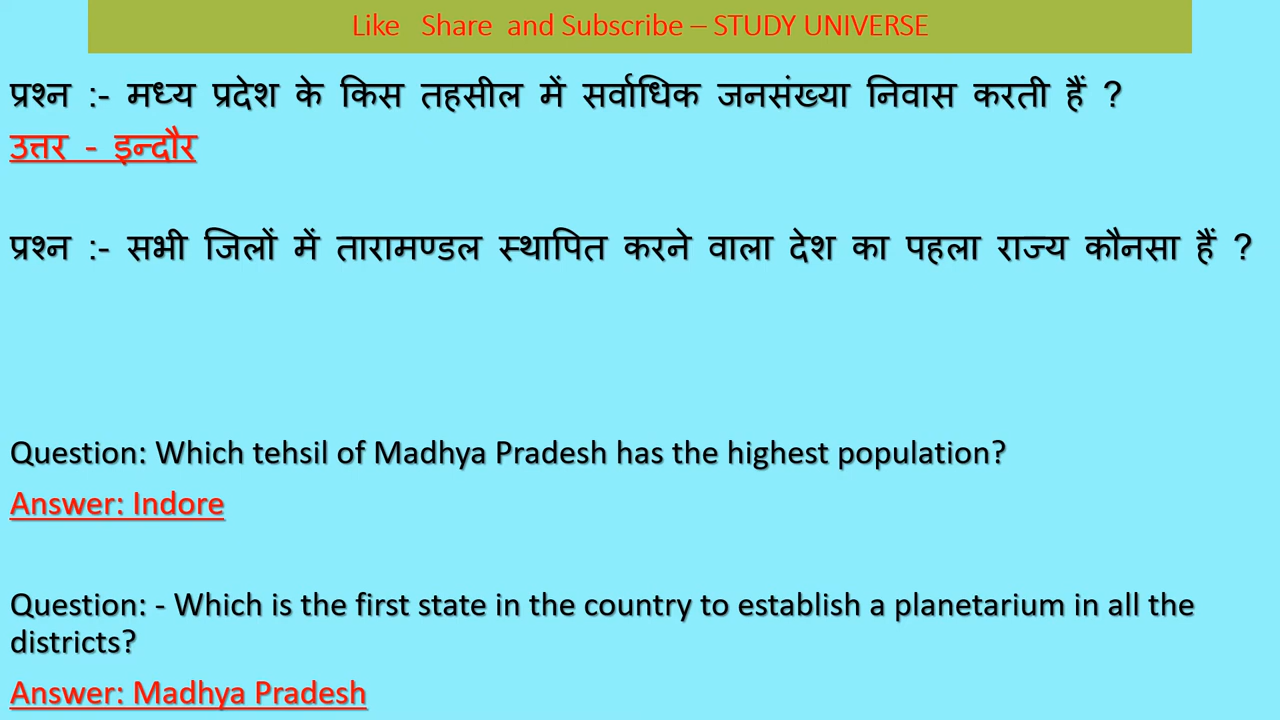 Like Share and Subscribe – STUDY UNIVERSE
प्रश्न :- मध्य प्रदेश के किस तहसील में सर्वाधिक जनसंख्या निवास करती हैं ?
उत्तर - इन्दौर
प्रश्न :- सभी जिलों में तारामण्डल स्थापित करने वाला देश का पहला राज्य कौनसा हैं ?
Question: Which tehsil of Madhya Pradesh has the highest population?
Answer: Indore
Question: - Which is the first state in the country to establish a planetarium in all the
districts?
Answer: Madhya Pradesh